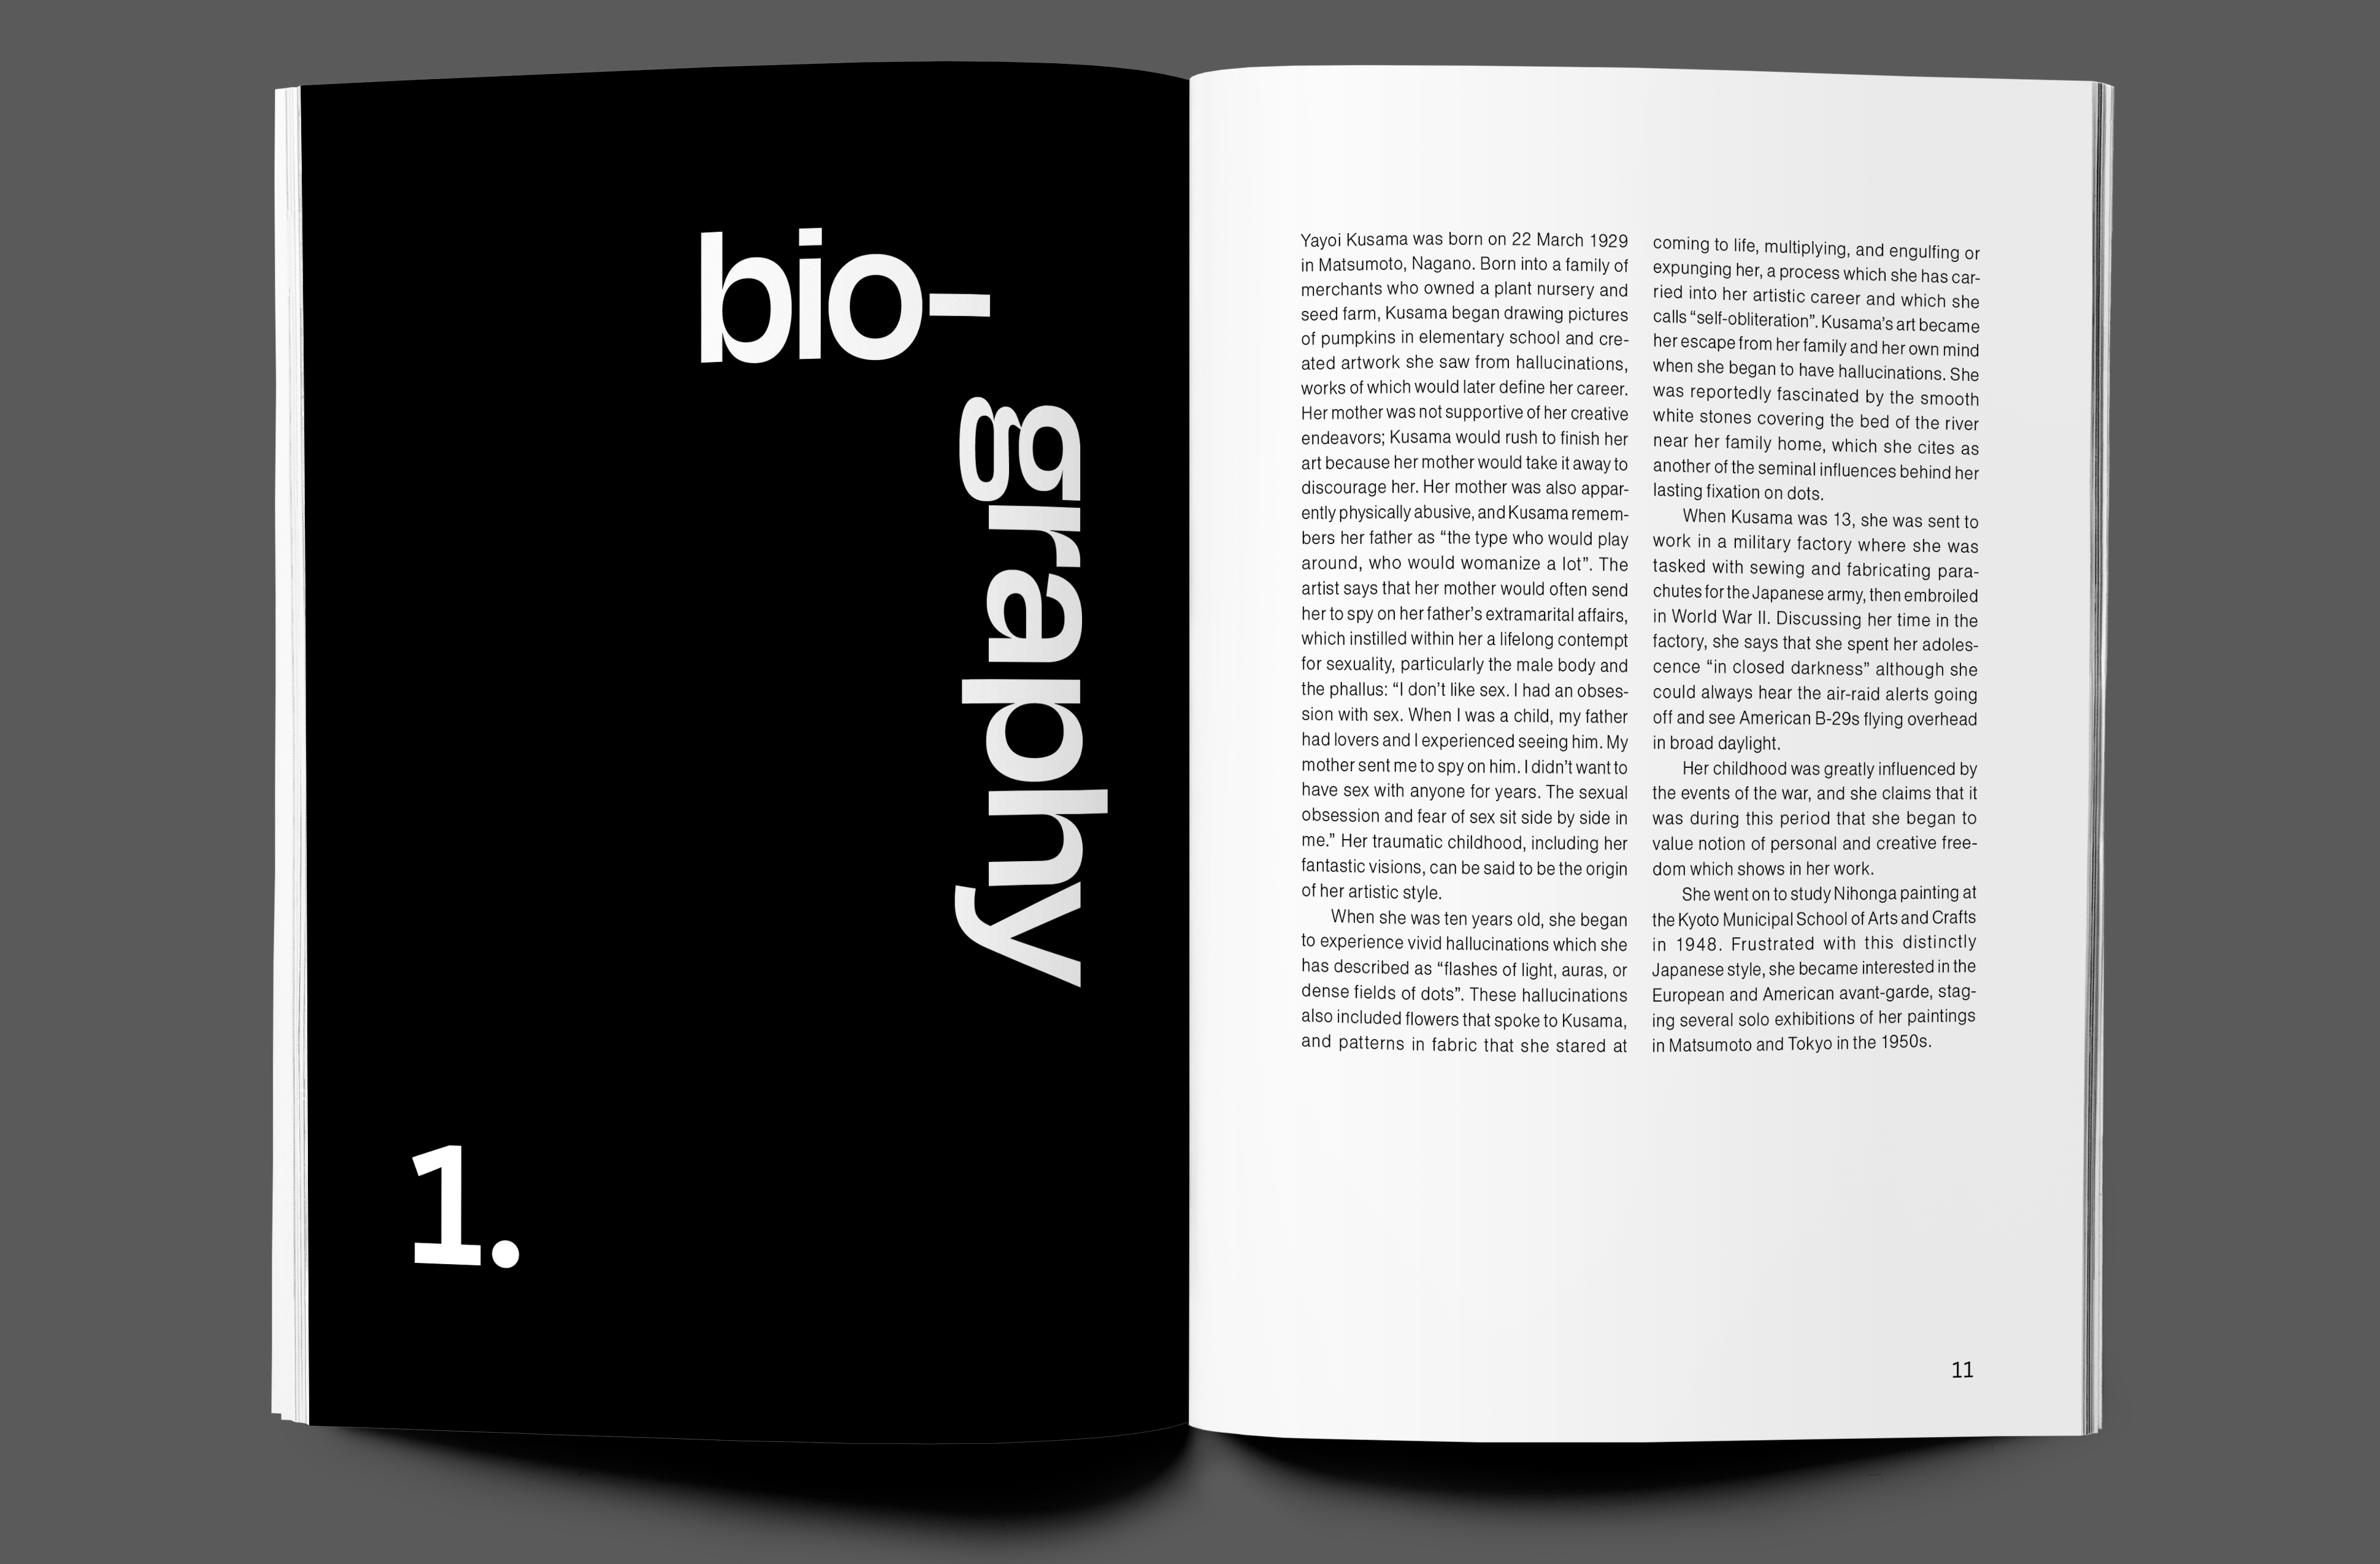 bio-
graphy
1.
Yayoi Kusama was born on 22 March 1929
in Matsumoto, Nagano. Born into a family of
merchants who owned a plant nursery and
seed farm, Kusama began drawing pictures
of pumpkins in elementary school and cre-
ated artwork she saw from hallucinations,
works of which would later define her career.
Her mother was not supportive of her creative
endeavors; Kusama would rush to finish her
art because her mother would take it away to
discourage her. Her mother was also appar-
ently physically abusive, and Kusama remem-
bers her father as “the type who would play
around, who would womanize a lot”. The
artist says that her mother would often send
her to spy on her father’s extramarital affairs,
which instilled within her a lifelong contempt
for sexuality, particularly the male body and
the phallus: “I don’t like sex. I had an obses-
sion with sex. When I was a child, my father
had lovers and I experienced seeing him. My
mother sent me to spy on him. I didn’t want to
have sex with anyone for years. The sexual
obsession and fear of sex sit side by side in
me.” Her traumatic childhood, including her
fantastic visions, can be said to be the origin
of her artistic style.
When she was ten years old, she began
to experience vivid hallucinations which she
has described as “flashes of light, auras, or
dense fields of dots”. These hallucinations
also included flowers that spoke to Kusama,
and patterns in fabric that she stared at
coming to life, multiplying, and engulfing or
expunging her, a process which she has car-
ried into her artistic career and which she
calls “self-obliteration”. Kusama’s art became
her escape from her family and her own mind
when she began to have hallucinations. She
was reportedly fascinated by the smooth
white stones covering the bed of the river
near her family home, which she cites as
another of the seminal influences behind her
lasting fixation on dots.
When Kusama was 13, she was sent to
work in a military factory where she was
tasked with sewing and fabricating para-
chutes for the Japanese army, then embroiled
in World War II. Discussing her time in the
factory, she says that she spent her adoles-
cence “in closed darkness” although she
could always hear the air-raid alerts going
off and see American B-29s flying overhead
in broad daylight.
Her childhood was greatly influenced by
the events of the war, and she claims that it
was during this period that she began to
value notion of personal and creative free-
dom which shows in her work.
She went on to study Nihonga painting at
the Kyoto Municipal School of Arts and Crafts
in 1948. Frustrated with this distinctly
Japanese style, she became interested in the
European and American avant-garde, stag-
ing several solo exhibitions of her paintings
in Matsumoto and Tokyo in the 1950s.
11